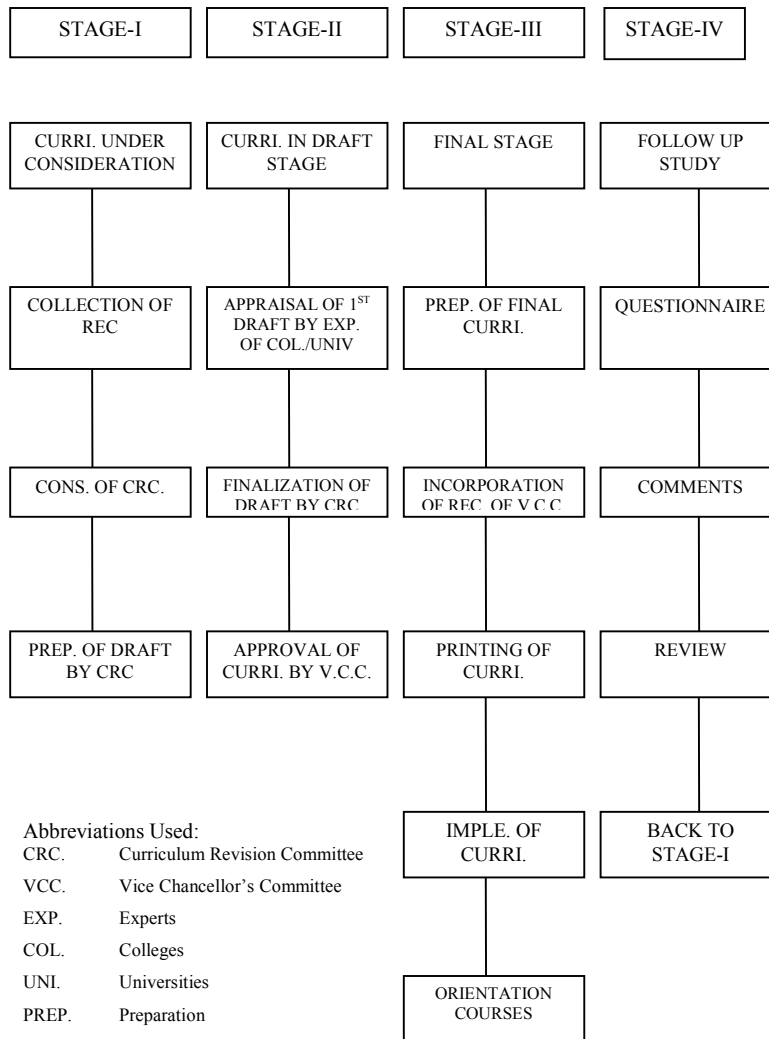 STAGE-I
STAGE-II
STAGE-III
STAGE-IV
CURRI. UNDER
CONSIDERATION
CURRI. IN DRAFT
STAGE
FINAL STAGE
FOLLOW UP
STUDY
COLLECTION OF
REC
APPRAISAL OF 1ST
DRAFT BY EXP.
OF COL./UNIV
PREP. OF FINAL
CURRI.
QUESTIONNAIRE
CONS. OF CRC.
FINALIZATION OF
DRAFT BY CRC
INCORPORATION
OF REC. OF V.C.C
COMMENTS
PREP. OF DRAFT
BY CRC
APPROVAL OF
CURRI. BY V.C.C.
PRINTING OF
CURRI.
REVIEW
IMPLE. OF
CURRI.
BACK TO
STAGE-I
ORIENTATION
COURSES
Abbreviations Used:
CRC. Curriculum Revision Committee
VCC. Vice Chancellor’s Committee
EXP. Experts
COL. Colleges
UNI. Universities
PREP. Preparation